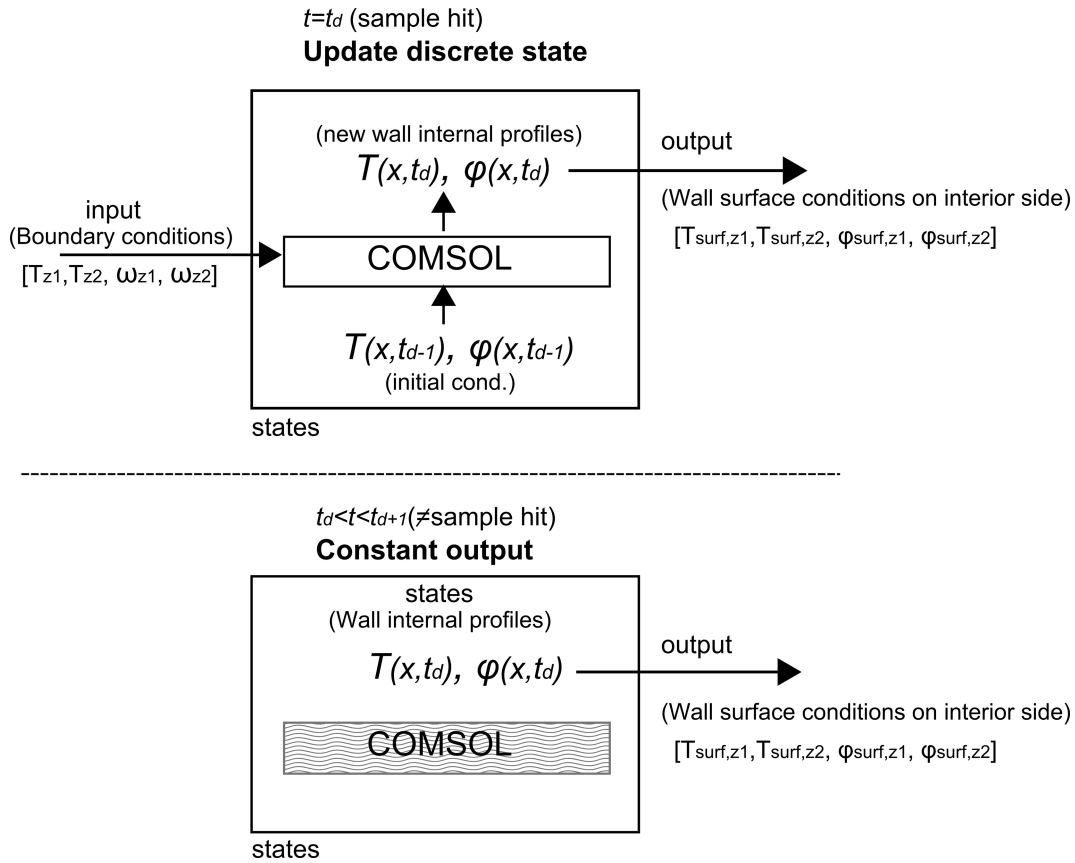 t=td (sample hit)
Update discrete state
(new wall internal profiles)
T(x,td), φ(x,td)
output
(Wall surface conditions on interior side)
[Tsurf,z1,Tsurf,z2, φsurf,z1, φsurf,z2]
input
(Boundary conditions)
[Tz1,Tz2, ωz1, ωz2]
COMSOL
T(x,td-1), φ(x,td-1)
(initial cond.)
states
td<t<td+1(≠sample hit)
Constant output
states
(Wall internal profiles)
T(x,td), φ(x,td)
output
(Wall surface conditions on interior side)
[Tsurf,z1,Tsurf,z2, φsurf,z1, φsurf,z2]
COMSOL
states